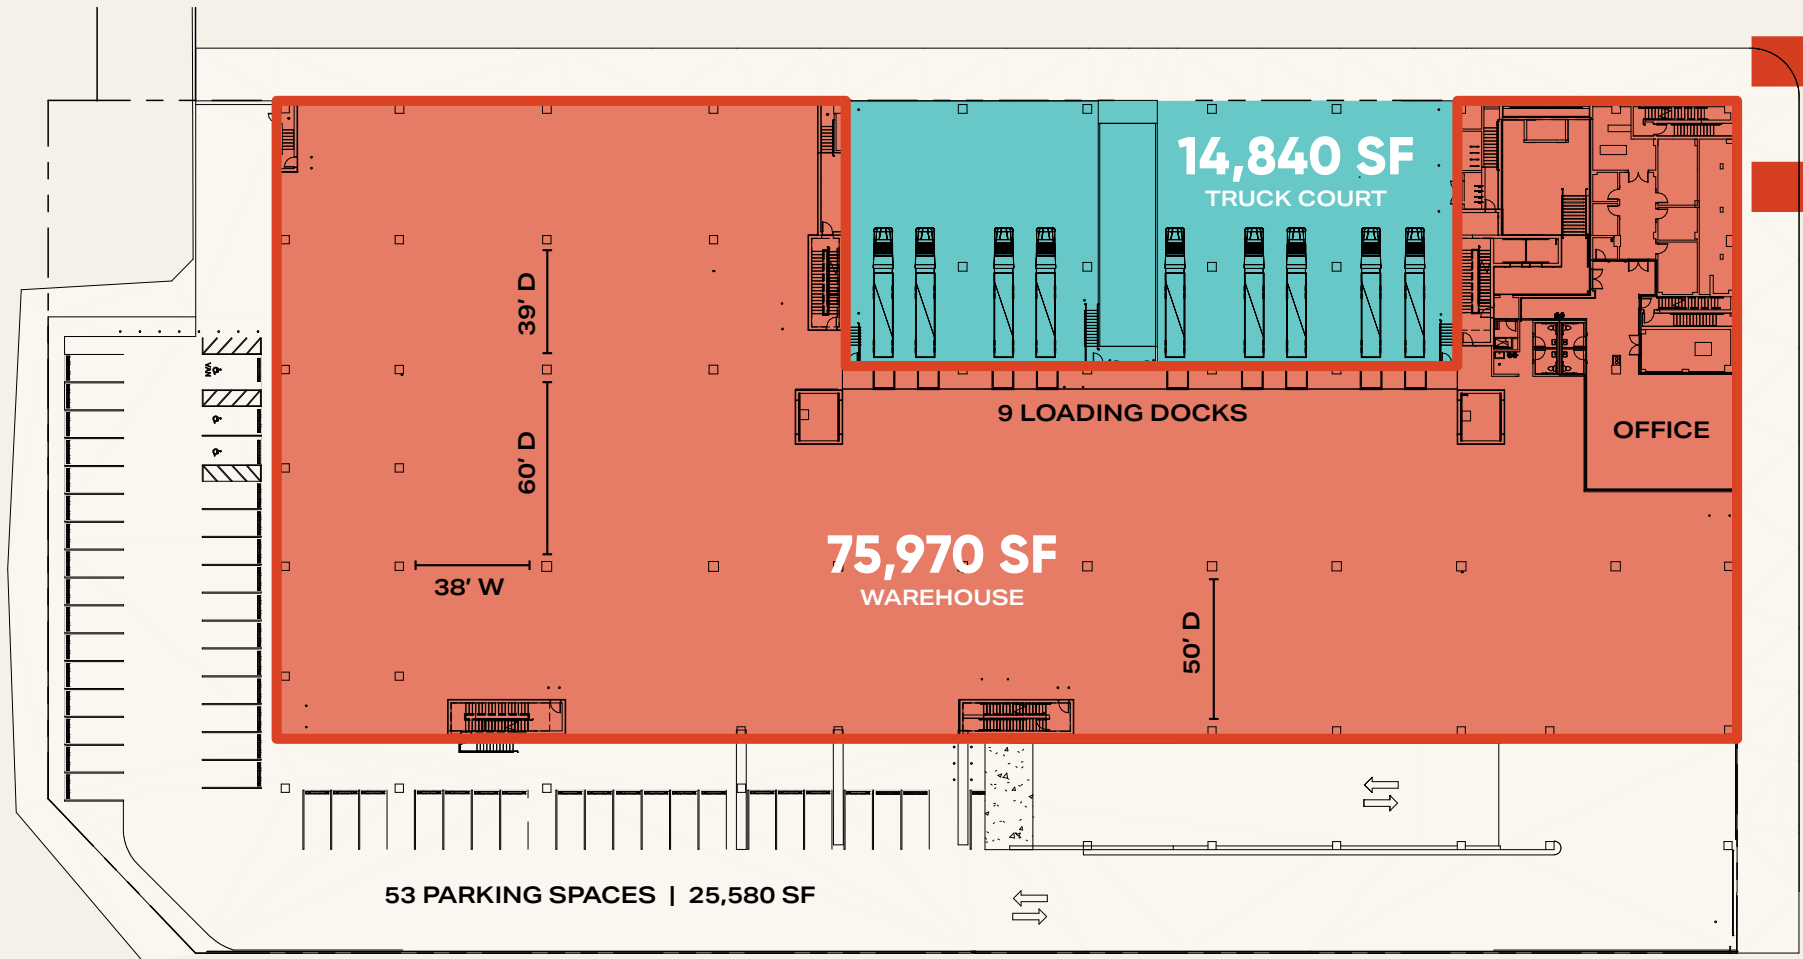 14,840 SF
TRUCK COURT
39' D
VAN
9 LOADING DOCKS
OFFICE
60' D
75,970 SF
WAREHOUSE
38' W
50' D
53 PARKING SPACES | 25,580 SF